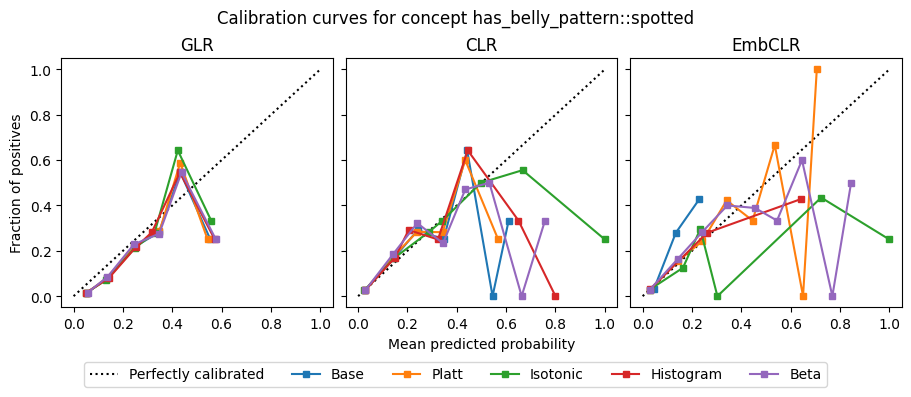 Calibration curves for concept has_belly_pattern::spotted
GLR
CLR
EmbCLR
Fraction of positives
1.0
0.8
0.6
0.4
0.2
0.0
0.0 0.2 0.4 0.6 0.8 1.0
0.0 0.2 0.4 0.6 0.8 1.0
0.0 0.2 0.4 0.6 0.8 1.0
Mean predicted probability
Perfectly calibrated Base Platt Isotonic Histogram Beta